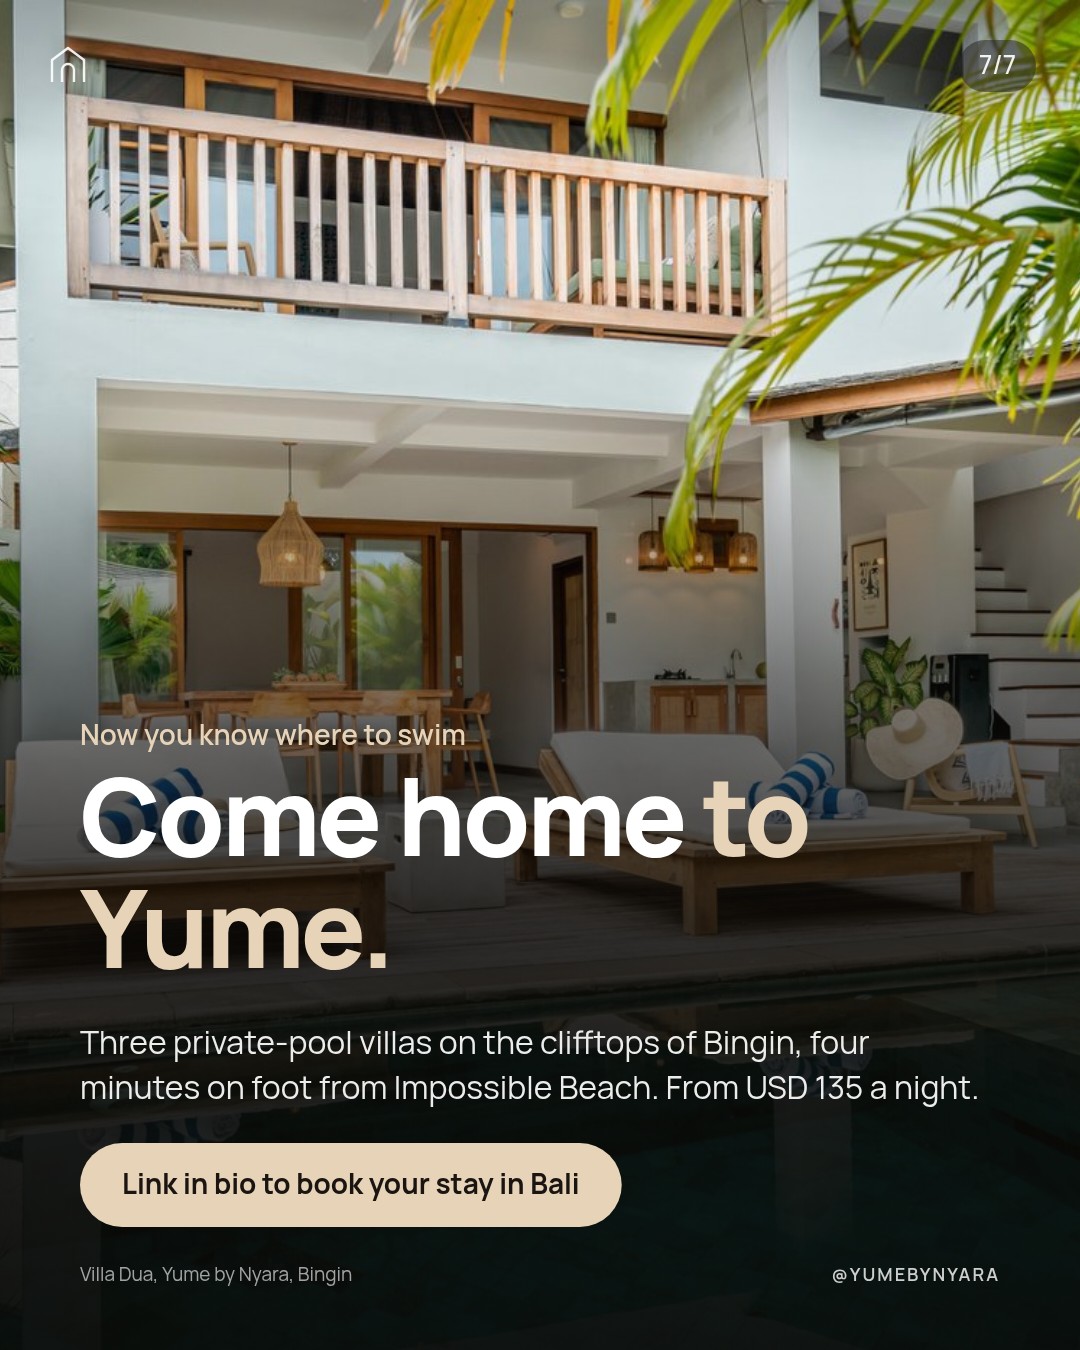 7/7
Now you know where to swim
Come home to
Yume.
Three private-pool villas on the clifftops of Bingin, four
minutes on foot from Impossible Beach. From USD 135 a night.
Link in bio to book your stay in Bali
Villa Dua, Yume by Nyara, Bingin
@YUMEBYNYARA